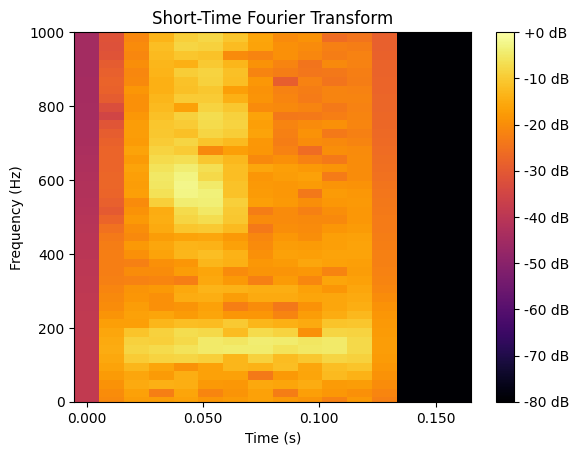 Short-Time Fourier Transform
1000
800
600
400
200
0
Frequency (Hz)
0.000
0.050
0.100
0.150
Time (s)
+0 dB
-10 dB
-20 dB
-30 dB
-40 dB
-50 dB
-60 dB
-70 dB
-80 dB